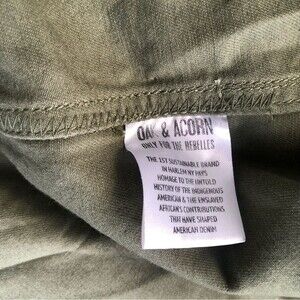 OAK & ACORN
ONLY FOR THE REBELLES
THE 1ST SUSTAINABLE BRAND
IN HARLEM NY PAYS
HOMAGE TO THE UNTOLD
HISTORY OF THE INDIGENOUS
AMERICAN & THE ENSLAVED
AFRICAN'S CONTRIBUTIONS
THAT HAVE SHAPED
AMERICAN DENIM